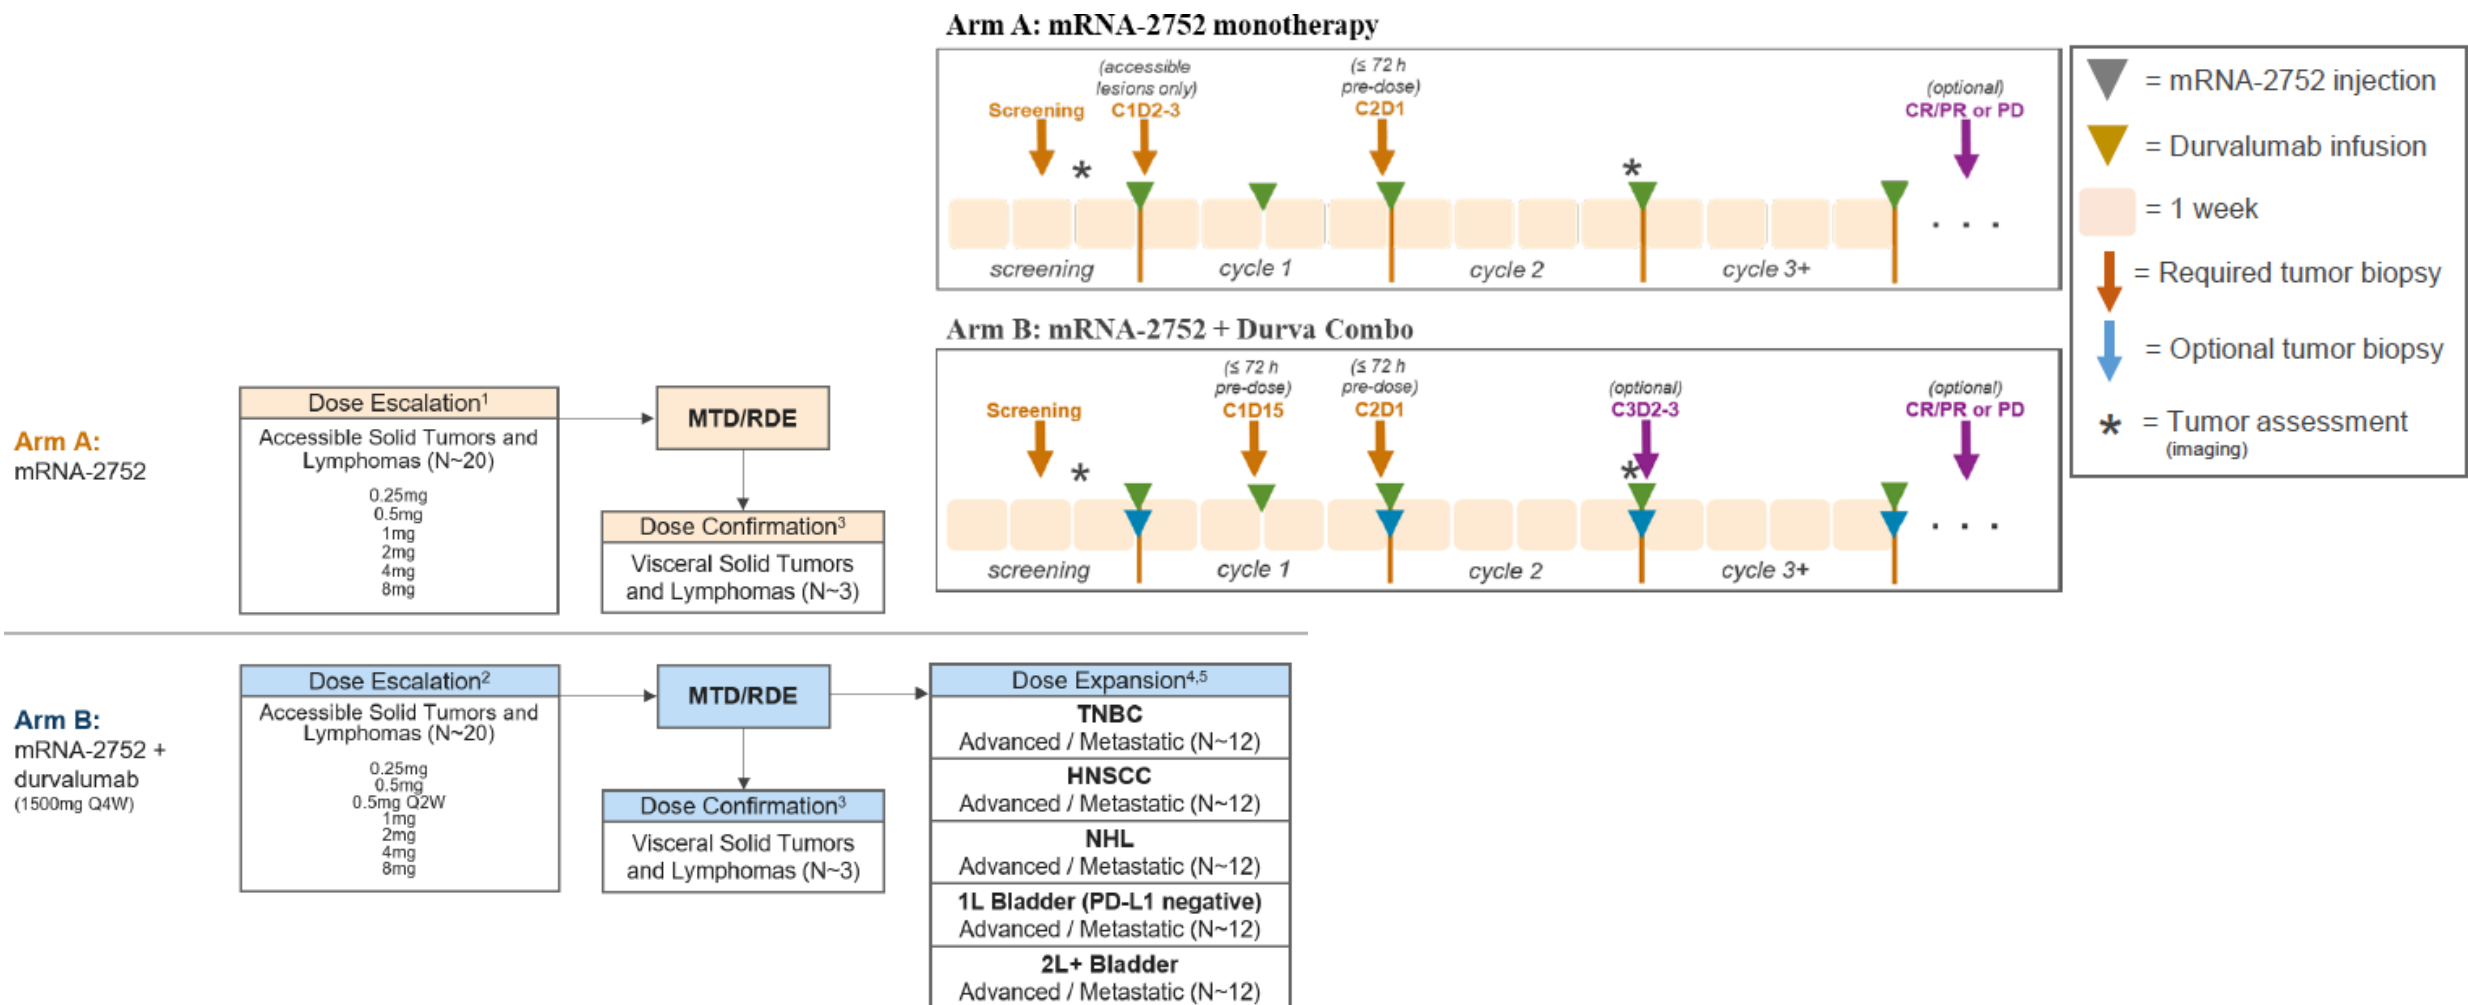 Arm A: mRNA-2752 monotherapy
(accessible
lesions only)
(≤ 72 h
pre-dose)
(optional)
Screening
C1D2-3
C2D1
CR/PR or PD
*
*
. . .
screening
cycle 1
cycle 2
cycle 3+
= mRNA-2752 injection
= Durvalumab infusion
= 1 week
= Required tumor biopsy
= Optional tumor biopsy
* = Tumor assessment
(imaging)
Arm B: mRNA-2752 + Durva Combo
(≤ 72 h
pre-dose)
(≤ 72 h
pre-dose)
(optional)
(optional)
Screening
C1D15
C2D1
C3D2-3
CR/PR or PD
*
*
. . .
screening
cycle 1
cycle 2
cycle 3+
Arm A:
mRNA-2752
Dose Escalation¹
Accessible Solid Tumors and
Lymphomas (N~20)
0.25mg
0.5mg
1mg
2mg
4mg
8mg
MTD/RDE
Dose Confirmation³
Visceral Solid Tumors
and Lymphomas (N~3)
Arm B:
mRNA-2752 +
durvalumab
(1500mg Q4W)
Dose Escalation²
Accessible Solid Tumors and
Lymphomas (N~20)
0.25mg
0.5mg
0.5mg Q2W
1mg
2mg
4mg
8mg
MTD/RDE
Dose Confirmation³
Visceral Solid Tumors
and Lymphomas (N~3)
Dose Expansion⁴,⁵
TNBC
Advanced / Metastatic (N~12)
HNSCC
Advanced / Metastatic (N~12)
NHL
Advanced / Metastatic (N~12)
1L Bladder (PD-L1 negative)
Advanced / Metastatic (N~12)
2L+ Bladder
Advanced / Metastatic (N~12)